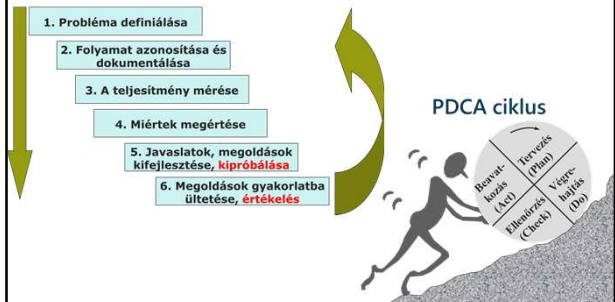 1. Probléma definiálása
2. Folyamat azonosítása és
dokumentálása
3. A teljesítmény mérése
4. Miértek megértése
5. Javaslatok, megoldások
kifejlesztése, kipróbálása
6. Megoldások gyakorlatba
ültetése, értékelés
PDCA ciklus
Tervezés
(Plan)
Végre-
hajtás
(Do)
Ellenőrzés
(Check)
Beavat-
kozás
(Act)